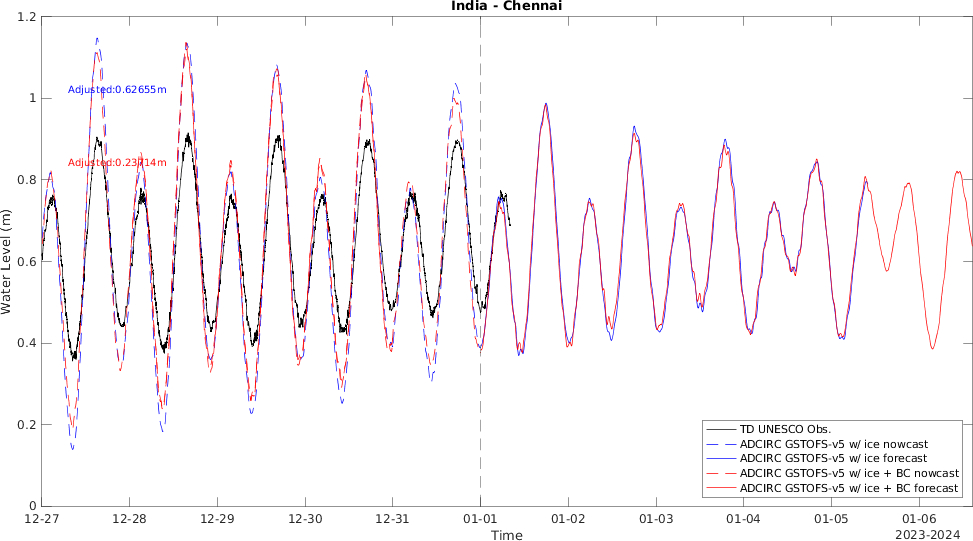 India - Chennai
1.2
1
0.8
0.6
0.4
0.2
0
Water Level (m)
Adjusted:0.62655m
Adjusted:0.23714m
TD UNESCO Obs.
ADCIRC GSTOFS-v5 w/ ice nowcast
ADCIRC GSTOFS-v5 w/ ice forecast
ADCIRC GSTOFS-v5 w/ ice + BC nowcast
ADCIRC GSTOFS-v5 w/ ice + BC forecast
12-27 12-28 12-29 12-30 12-31 01-01 01-02 01-03 01-04 01-05 01-06
Time
2023-2024